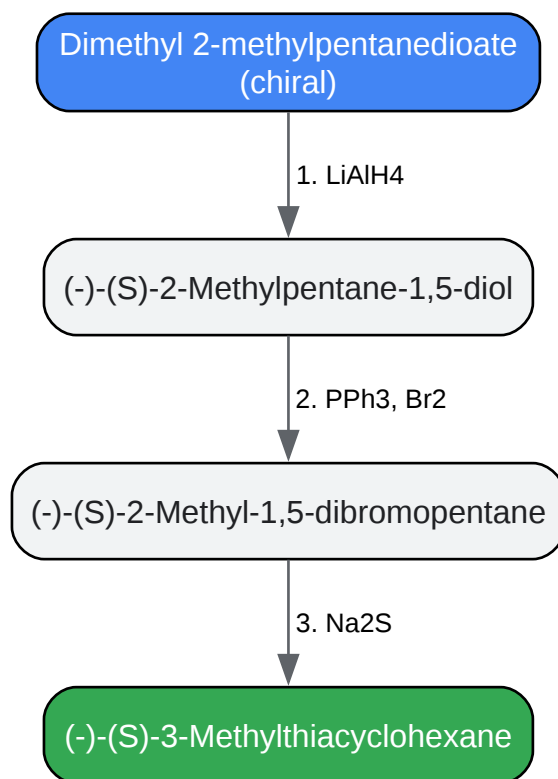 Dimethyl 2-methylpentanedioate
(chiral)
1. LiAlH4
(-)-(S)-2-Methylpentane-1,5-diol
2. PPh3, Br2
(-)-(S)-2-Methyl-1,5-dibromopentane
3. Na2S
(-)-(S)-3-Methylthiacyclohexane